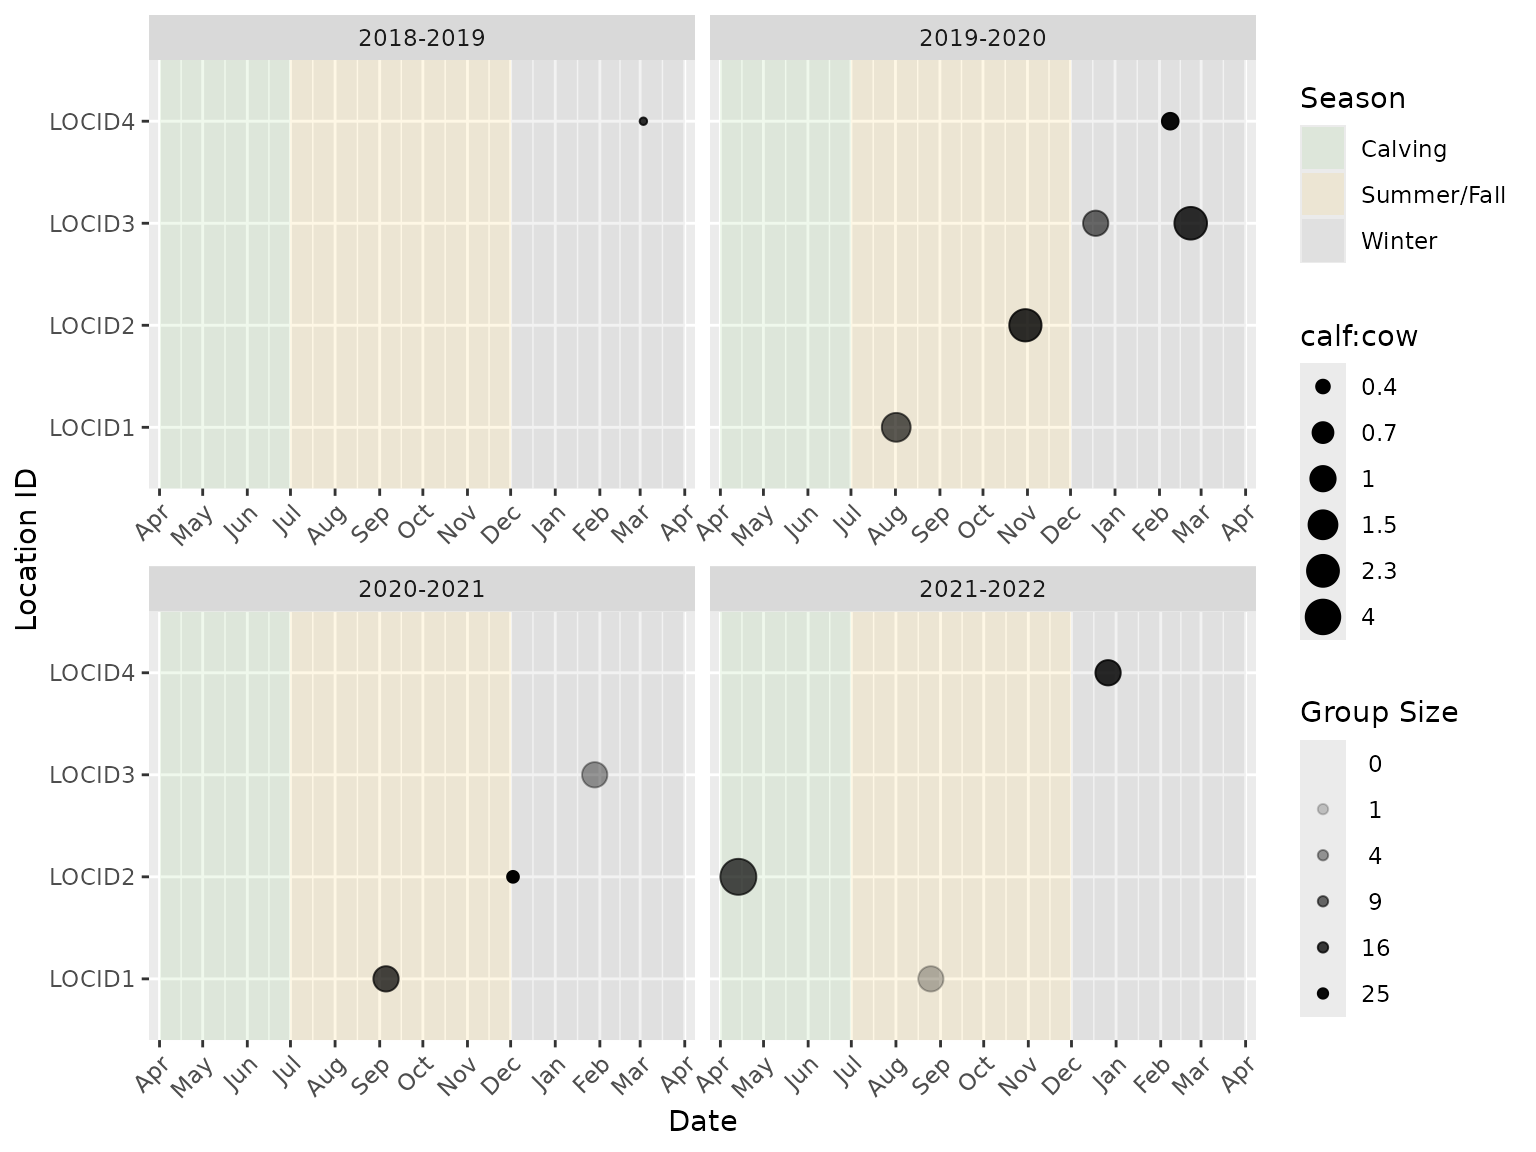 2018-2019
2019-2020
LOCID4
LOCID3
LOCID2
LOCID1
Apr May Jun Jul Aug Sep Oct Nov Dec Jan Feb Mar Apr
Apr May Jun Jul Aug Sep Oct Nov Dec Jan Feb Mar Apr
2020-2021
2021-2022
LOCID4
LOCID3
LOCID2
LOCID1
Apr May Jun Jul Aug Sep Oct Nov Dec Jan Feb Mar Apr
Apr May Jun Jul Aug Sep Oct Nov Dec Jan Feb Mar Apr
Location ID
Date
Season
Calving
Summer/Fall
Winter
calf:cow
0.4
0.7
1
1.5
2.3
4
Group Size
0
1
4
9
16
25